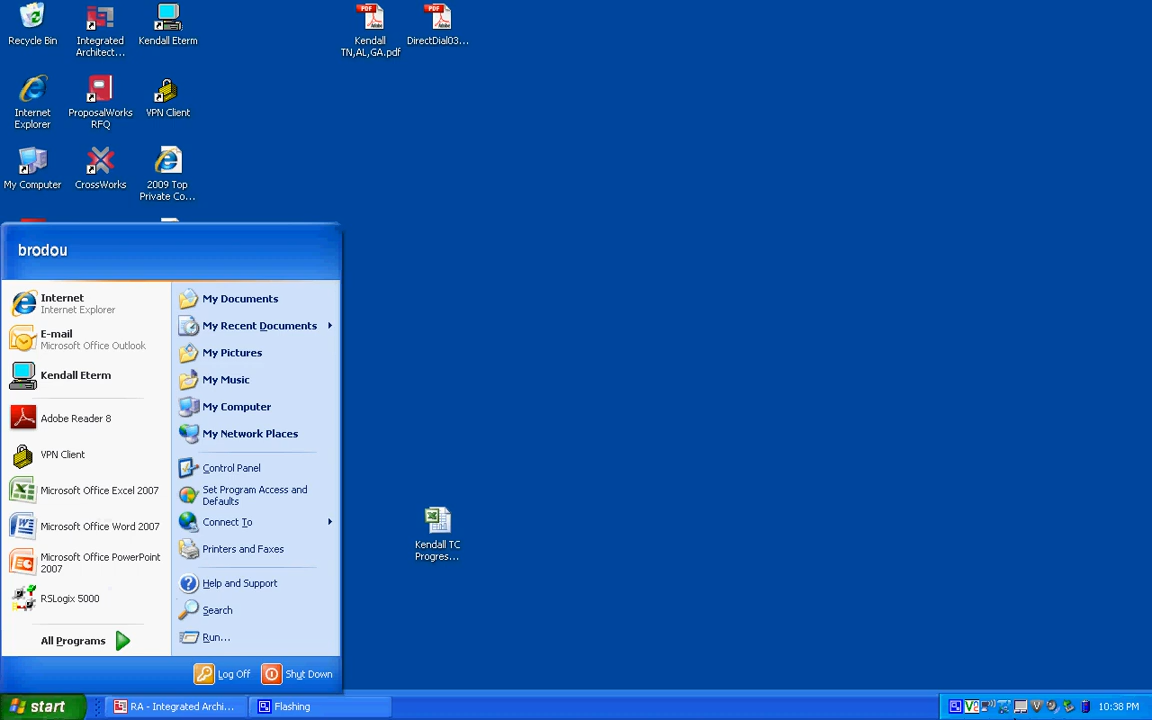 Recycle Bin
Integrated
Architect...
Kendall Eterm
Kendall
TN,AL,GA.pdf
DirectDial03...
Internet
Explorer
ProposalWorks
RFQ
VPN Client
My Computer
CrossWorks
2009 Top
Private Co...
brodou
Internet
Internet Explorer
E-mail
Microsoft Office Outlook
Kendall Eterm
Adobe Reader 8
VPN Client
Microsoft Office Excel 2007
Microsoft Office Word 2007
Microsoft Office PowerPoint
2007
RSLogix 5000
All Programs
My Documents
My Recent Documents
My Pictures
My Music
My Computer
My Network Places
Control Panel
Set Program Access and
Defaults
Connect To
Printers and Faxes
Help and Support
Search
Run...
Log Off
Shut Down
Kendall TC
Progres...
start
RA - Integrated Archi...
Flashing
10:38 PM